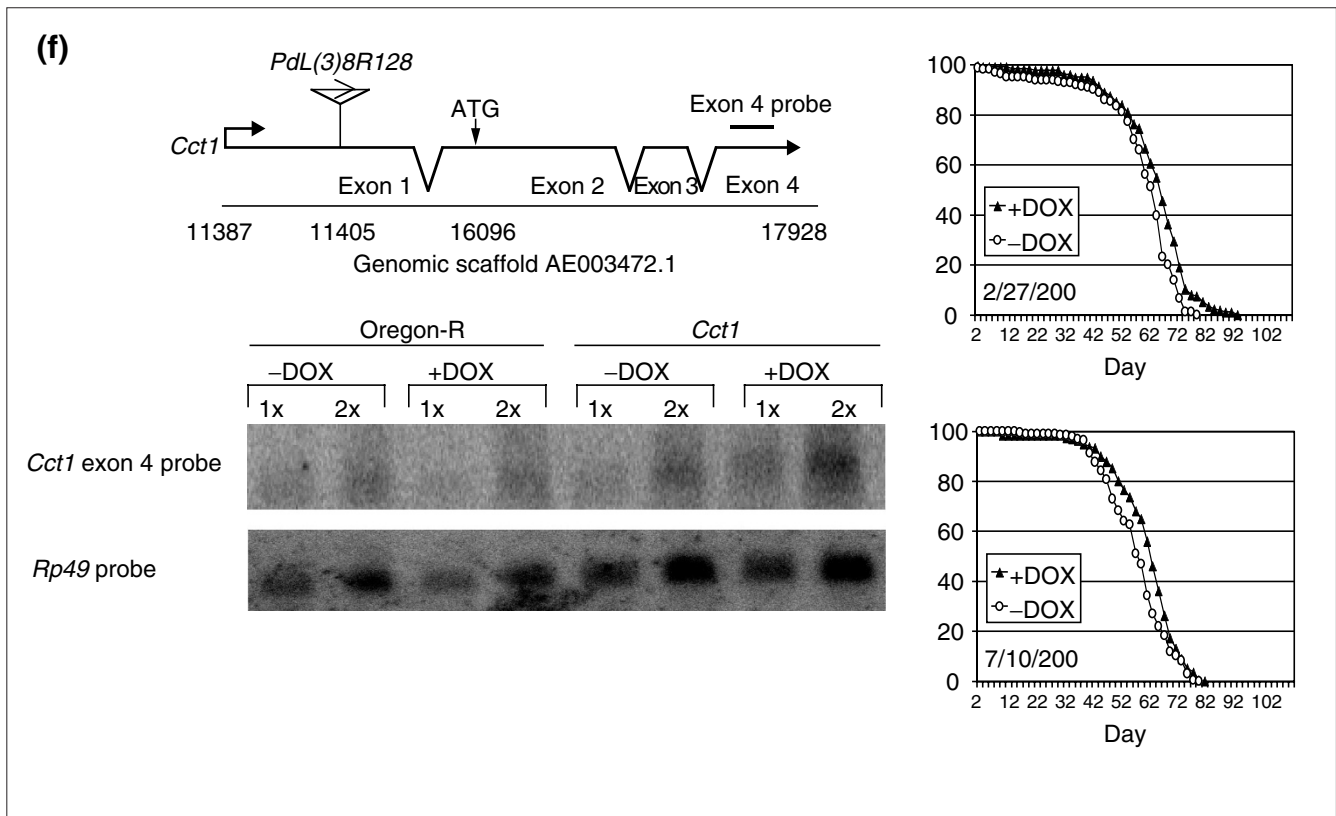 (f)
PdL(3)8R128
ATG
Exon 4 probe
Cct1
Exon 1
Exon 2
Exon 3
Exon 4
11387 11405 16096 17928
Genomic scaffold AE003472.1
Oregon-R Cct1
–DOX +DOX –DOX +DOX
1x 2x 1x 2x 1x 2x 1x 2x
Cct1 exon 4 probe
Rp49 probe
100
80
60
40
20
0
+DOX
–DOX
2/27/200
2 12 22 32 42 52 62 72 82 92 102
Day
100
80
60
40
20
0
+DOX
–DOX
7/10/200
2 12 22 32 42 52 62 72 82 92 102
Day